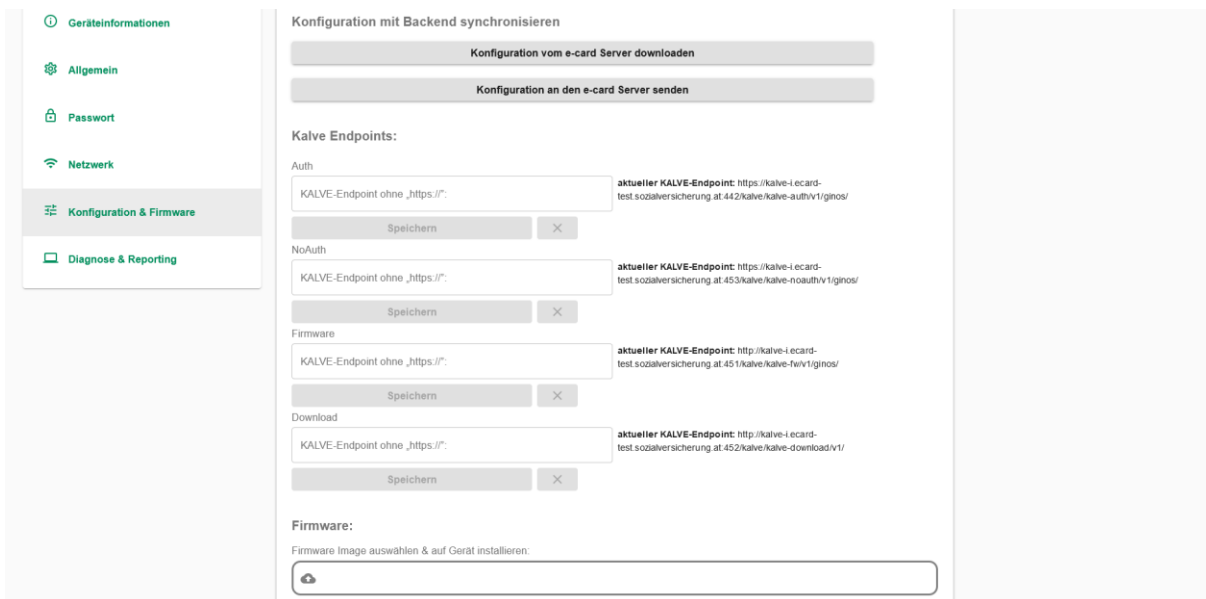 Geräteinformationen
Allgemein
Passwort
Netzwerk
Konfiguration & Firmware
Diagnose & Reporting
Konfiguration mit Backend synchronisieren
Konfiguration vom e-card Server downloaden
Konfiguration an den e-card Server senden
Kalve Endpoints:
Auth
KALVE-Endpoint ohne „https://":
aktueller KALVE-Endpoint: https://kalve-i.ecard-
test.sozialversicherung.at:442/kalve/kalve-auth/v1/ginos/
Speichern
NoAuth
KALVE-Endpoint ohne „https://":
aktueller KALVE-Endpoint: https://kalve-i.ecard-
test.sozialversicherung.at:453/kalve/kalve-noauth/v1/ginos/
Speichern
Firmware
KALVE-Endpoint ohne „https://":
aktueller KALVE-Endpoint: http://kalve-i.ecard-
test.sozialversicherung.at:451/kalve/kalve-fw/v1/ginos/
Speichern
Download
KALVE-Endpoint ohne „https://":
aktueller KALVE-Endpoint: http://kalve-i.ecard-
test.sozialversicherung.at:452/kalve/kalve-download/v1/
Speichern
Firmware:
Firmware Image auswählen & auf Gerät installieren: